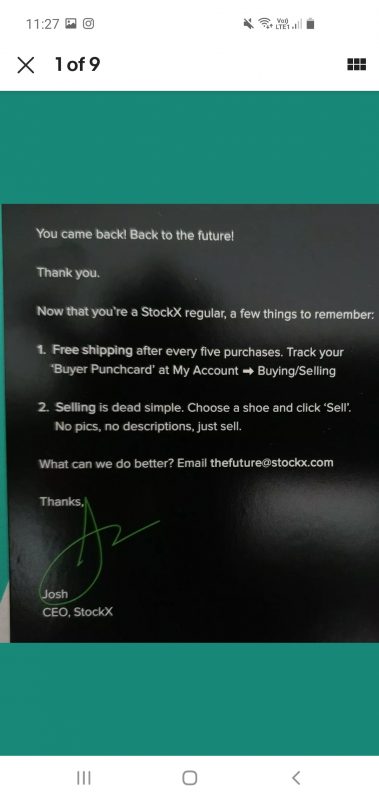 11:27
Vo)) LTE1
1 of 9
You came back! Back to the future!
Thank you.
Now that you're a StockX regular, a few things to remember:
1. Free shipping after every five purchases. Track your
'Buyer Punchcard' at My Account ➡ Buying/Selling
2. Selling is dead simple. Choose a shoe and click 'Sell'.
No pics, no descriptions, just sell.
What can we do better? Email thefuture@stockx.com
Thanks,
Josh
CEO, StockX